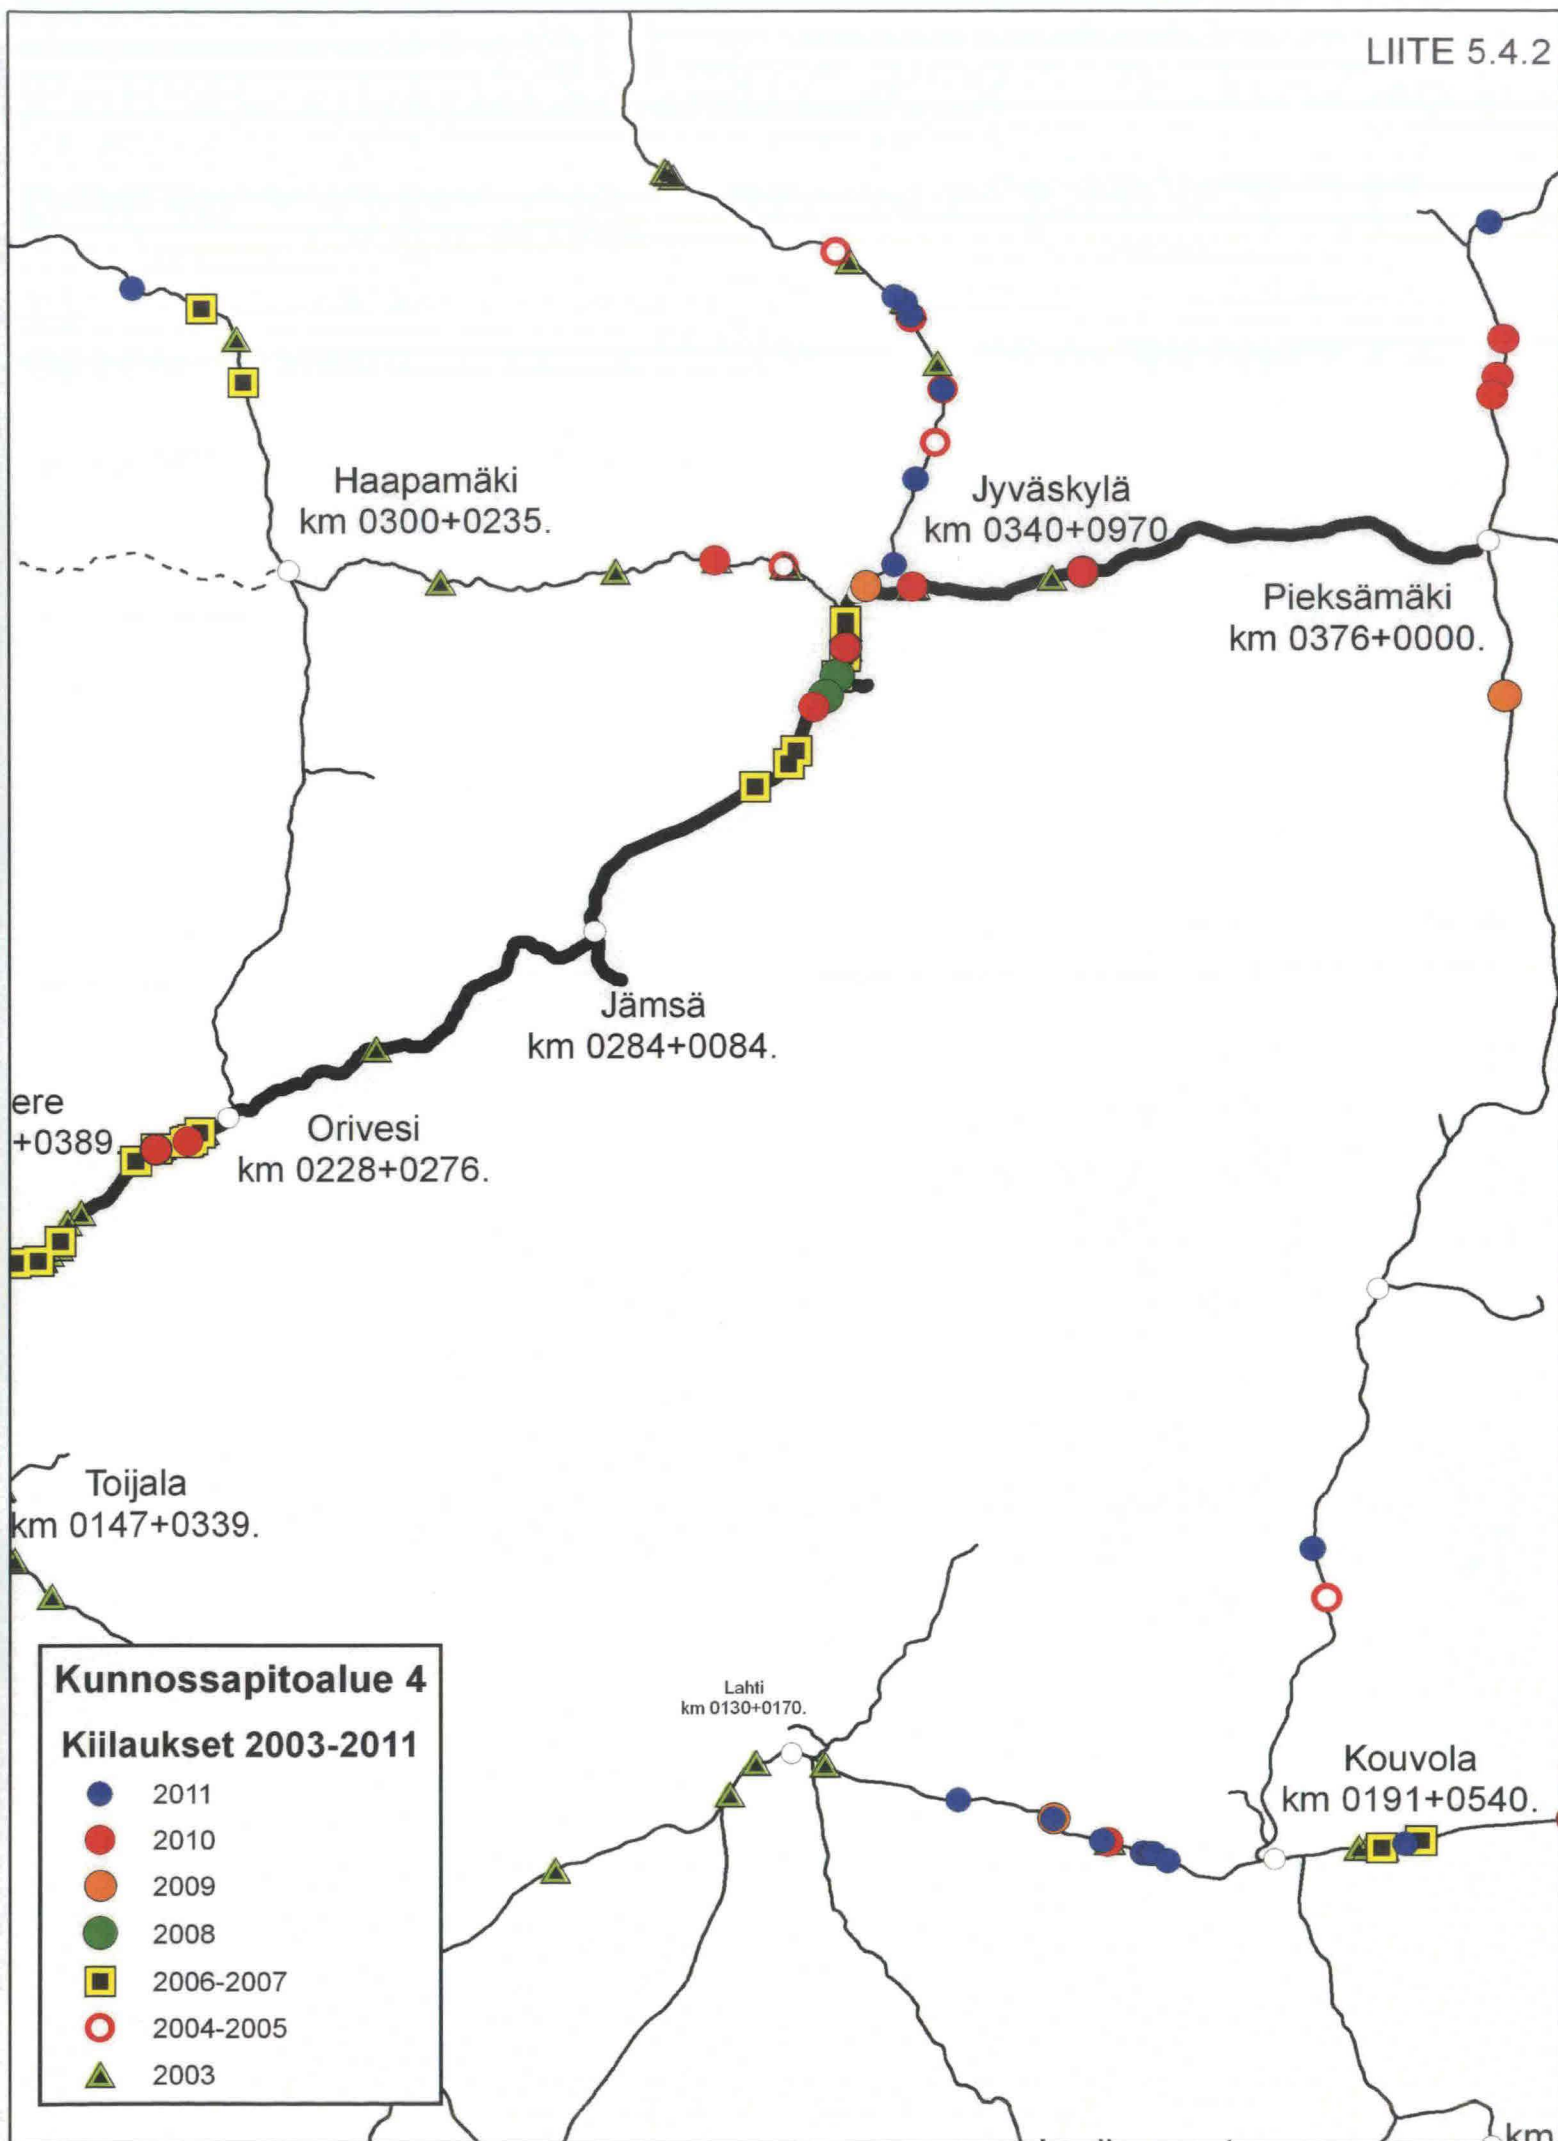 LIITE 5.4.2
Haapamäki
km 0300+0235.
Jyväskylä
km 0340+0970
Pieksämäki
km 0376+0000.
Jämsä
km 0284+0084.
ere
+0389.
Orivesi
km 0228+0276.
Toijala
km 0147+0339.
Lahti
km 0130+0170.
Kouvola
km 0191+0540.
Kunnossapitoalue 4
Kiilaukset 2003-2011
2011
2010
2009
2008
2006-2007
2004-2005
2003
km